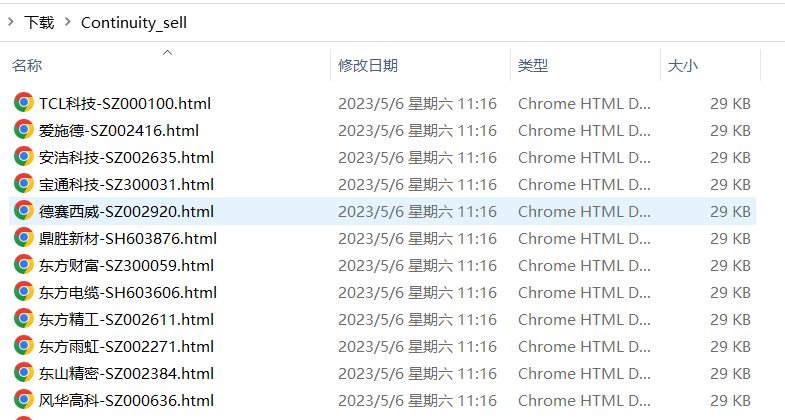 下载 Continuity_sell
名称 修改日期 类型 大小
TCL科技-SZ000100.html 2023/5/6 星期六 11:16 Chrome HTML D... 29 KB
爱施德-SZ002416.html 2023/5/6 星期六 11:16 Chrome HTML D... 29 KB
安洁科技-SZ002635.html 2023/5/6 星期六 11:16 Chrome HTML D... 29 KB
宝通科技-SZ300031.html 2023/5/6 星期六 11:16 Chrome HTML D... 29 KB
德赛西威-SZ002920.html 2023/5/6 星期六 11:16 Chrome HTML D... 29 KB
鼎胜新材-SH603876.html 2023/5/6 星期六 11:16 Chrome HTML D... 29 KB
东方财富-SZ300059.html 2023/5/6 星期六 11:16 Chrome HTML D... 29 KB
东方电缆-SH603606.html 2023/5/6 星期六 11:16 Chrome HTML D... 29 KB
东方精工-SZ002611.html 2023/5/6 星期六 11:16 Chrome HTML D... 29 KB
东方雨虹-SZ002271.html 2023/5/6 星期六 11:16 Chrome HTML D... 29 KB
东山精密-SZ002384.html 2023/5/6 星期六 11:16 Chrome HTML D... 29 KB
风华高科-SZ000636.html 2023/5/6 星期六 11:16 Chrome HTML D... 29 KB